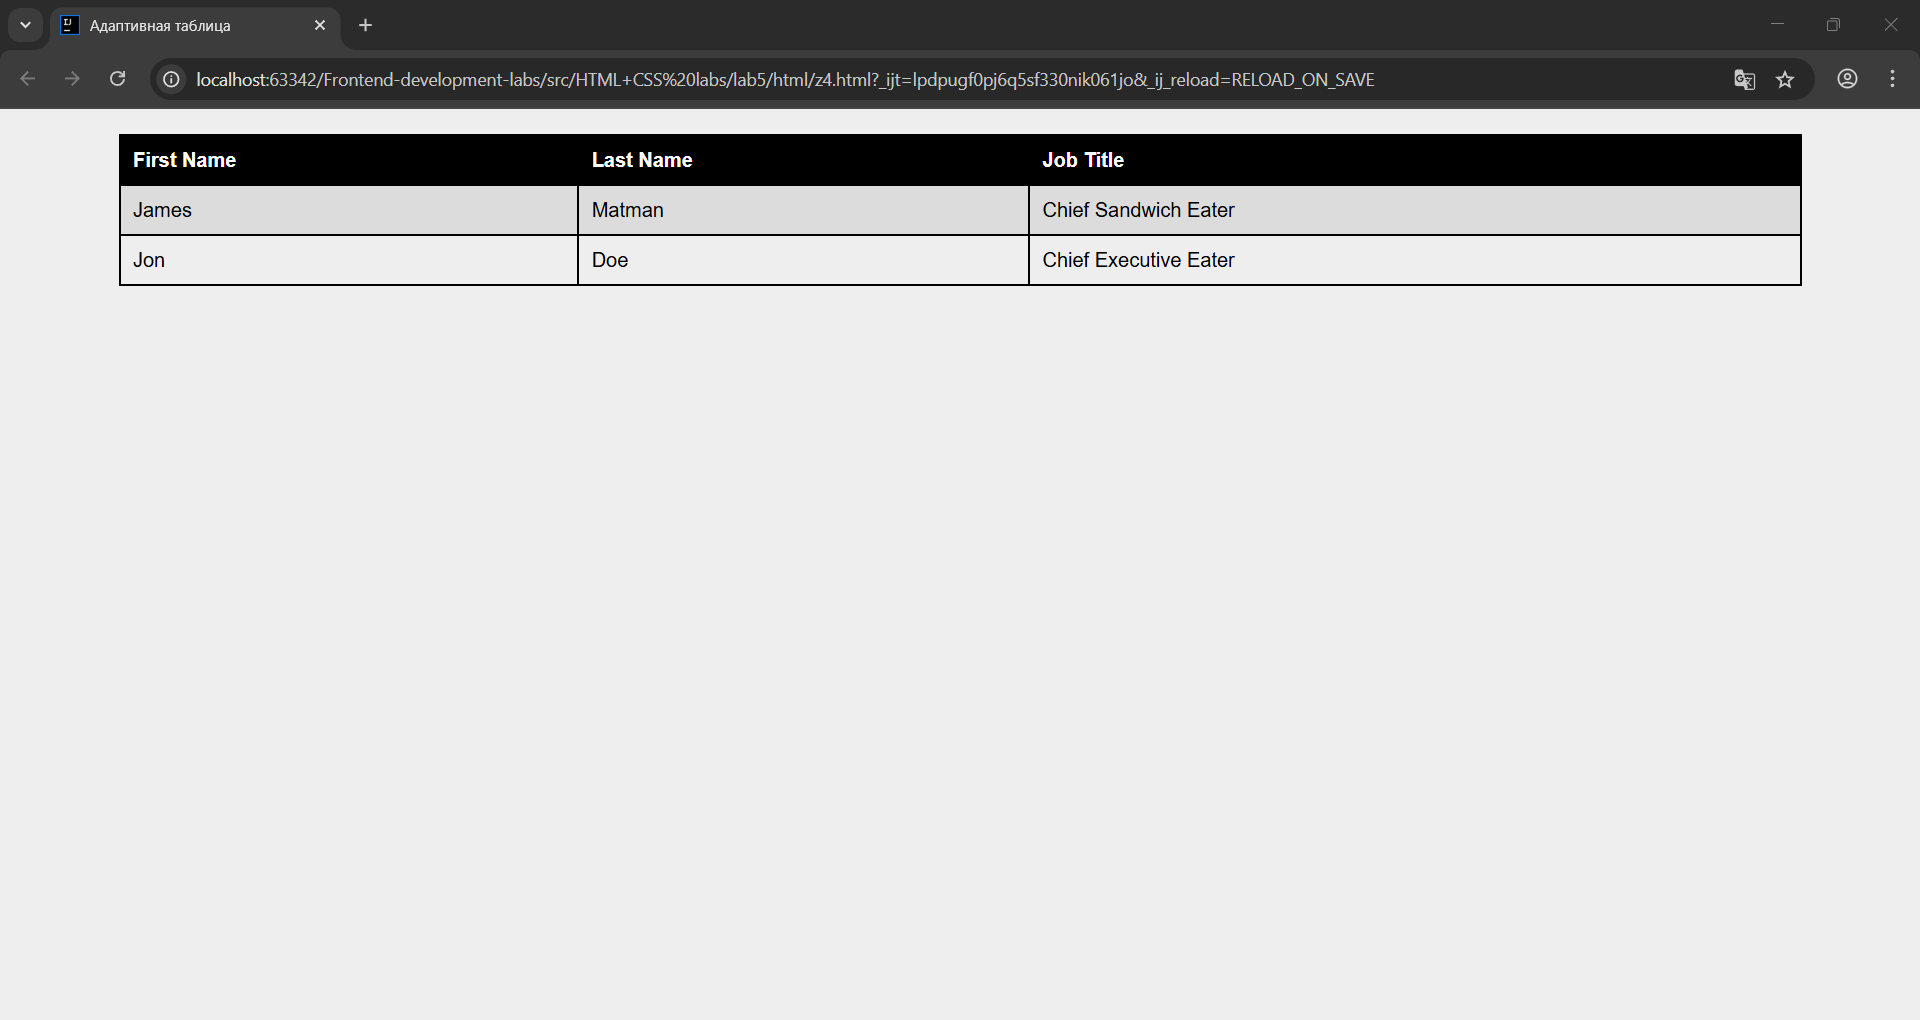 Адаптивная таблица
localhost:63342/Frontend-development-labs/src/HTML+CSS%20labs/lab5/html/z4.html?_ijt=lpdpugf0pj6q5sf330nik061jo&_ij_reload=RELOAD_ON_SAVE
First Name Last Name Job Title
James Matman Chief Sandwich Eater
Jon Doe Chief Executive Eater